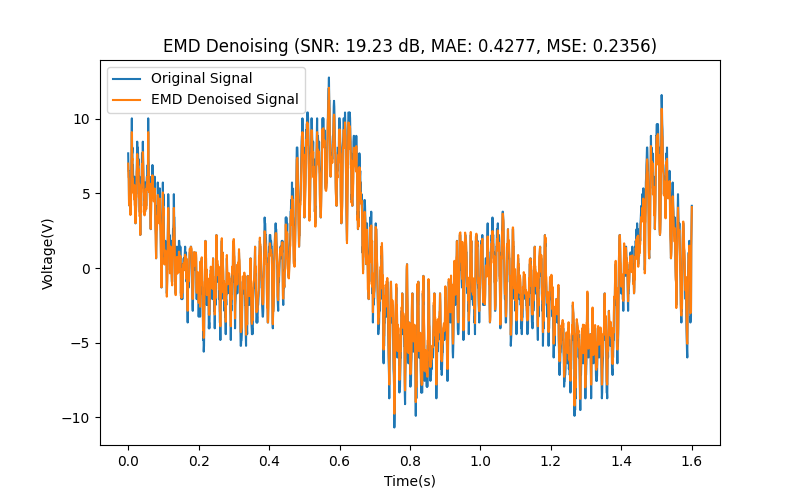 EMD Denoising (SNR: 19.23 dB, MAE: 0.4277, MSE: 0.2356)
Original Signal
EMD Denoised Signal
10
5
0
−5
−10
Voltage(V)
0.0 0.2 0.4 0.6 0.8 1.0 1.2 1.4 1.6
Time(s)